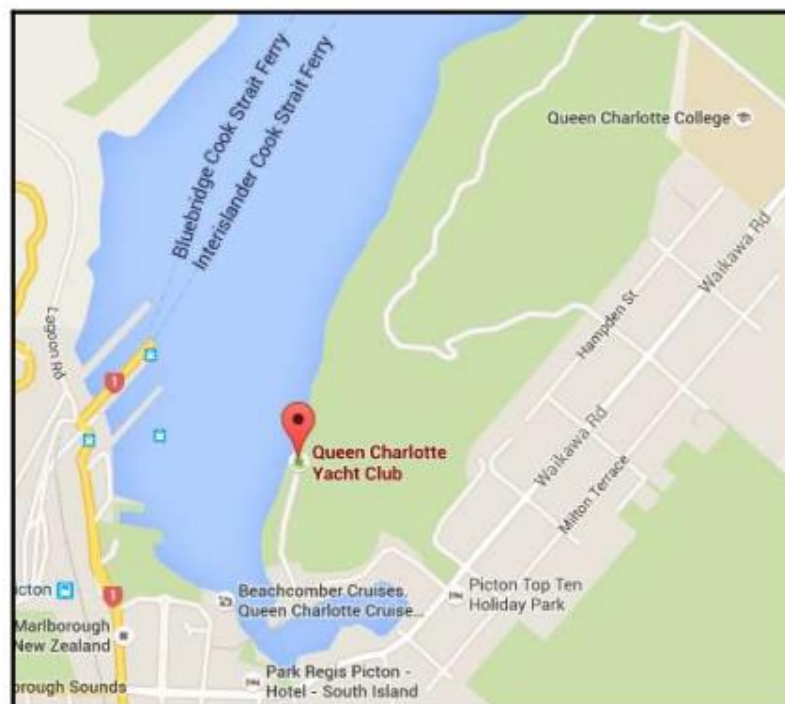 Bluebridge Cook Strait Ferry
Interislander Cook Strait Ferry
Queen Charlotte College
Waikawa Rd
Lagoon Rd
Hampden St
1
Queen Charlotte
Yacht Club
Waikawa Rd
Milton Terrace
icton
1
Beachcomber Cruises,
Queen Charlotte Cruise...
Picton Top Ten
Holiday Park
Marlborough
New Zealand
Park Regis Picton -
Hotel - South Island
orough Sounds